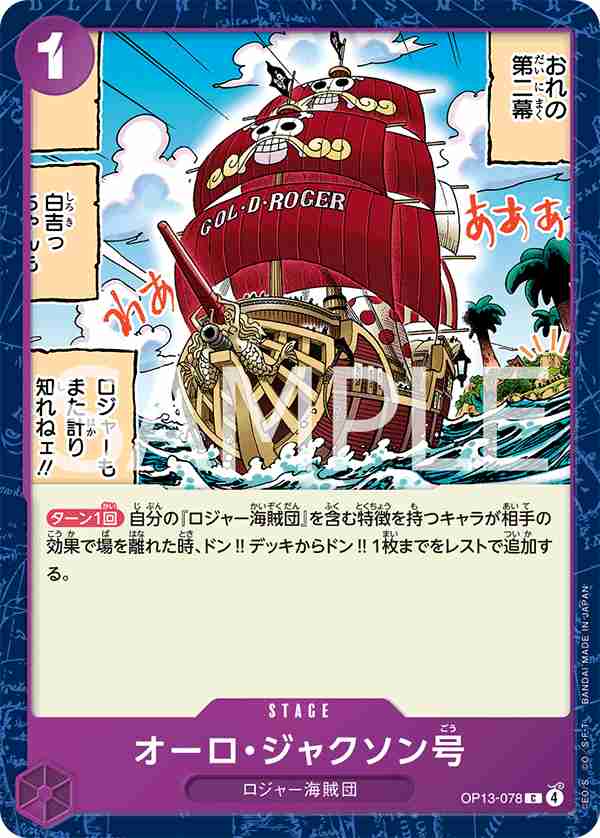 1
おれの
第二幕
白吉っ
ちゃんも
わぁ
あああ
GOL・D・ROGER
ロジャーも
また計り
知れねェ!!
SAMPLE
ターン1回 自分の『ロジャー海賊団』を含む特徴を持つキャラが相手の
効果で場を離れた時、ドン!!デッキからドン!!1枚までをレストで追加す
る。
STAGE
オーロ・ジャクソン号
ロジャー海賊団
OP13-078 C 4
©E.O.S. ©O.S・F・T. BANDAI MADE IN JAPAN